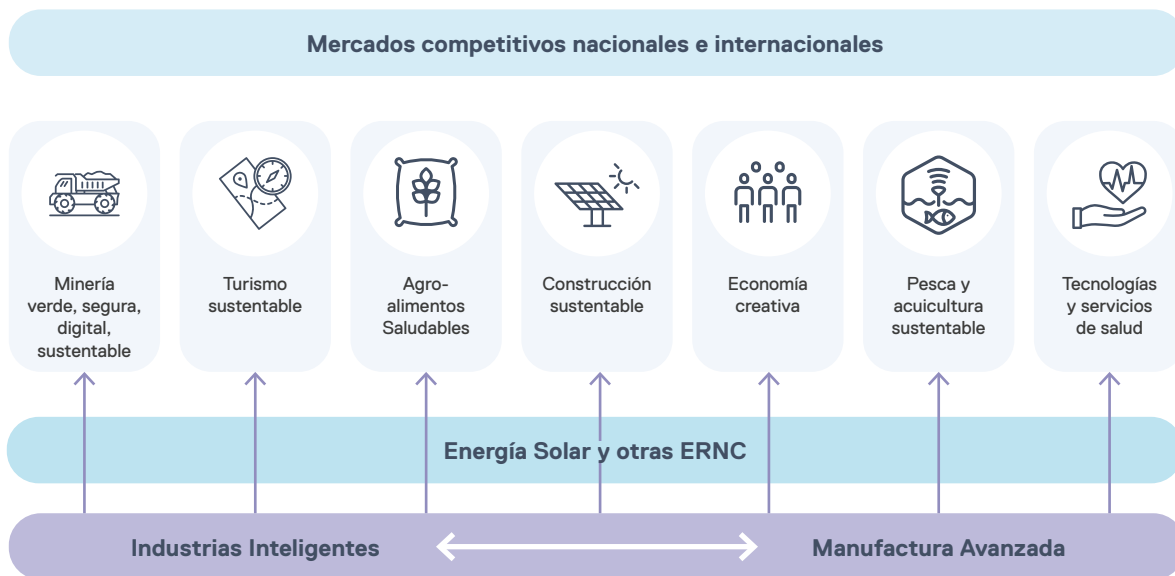 Mercados competitivos nacionales e internacionales
Minería
verde, segura,
digital,
sustentable
Turismo
sustentable
Agro-
alimentos
Saludables
Construcción
sustentable
Economía
creativa
Pesca y
acuicultura
sustentable
Tecnologías
y servicios
de salud
Energía Solar y otras ERNC
Industrias Inteligentes
Manufactura Avanzada